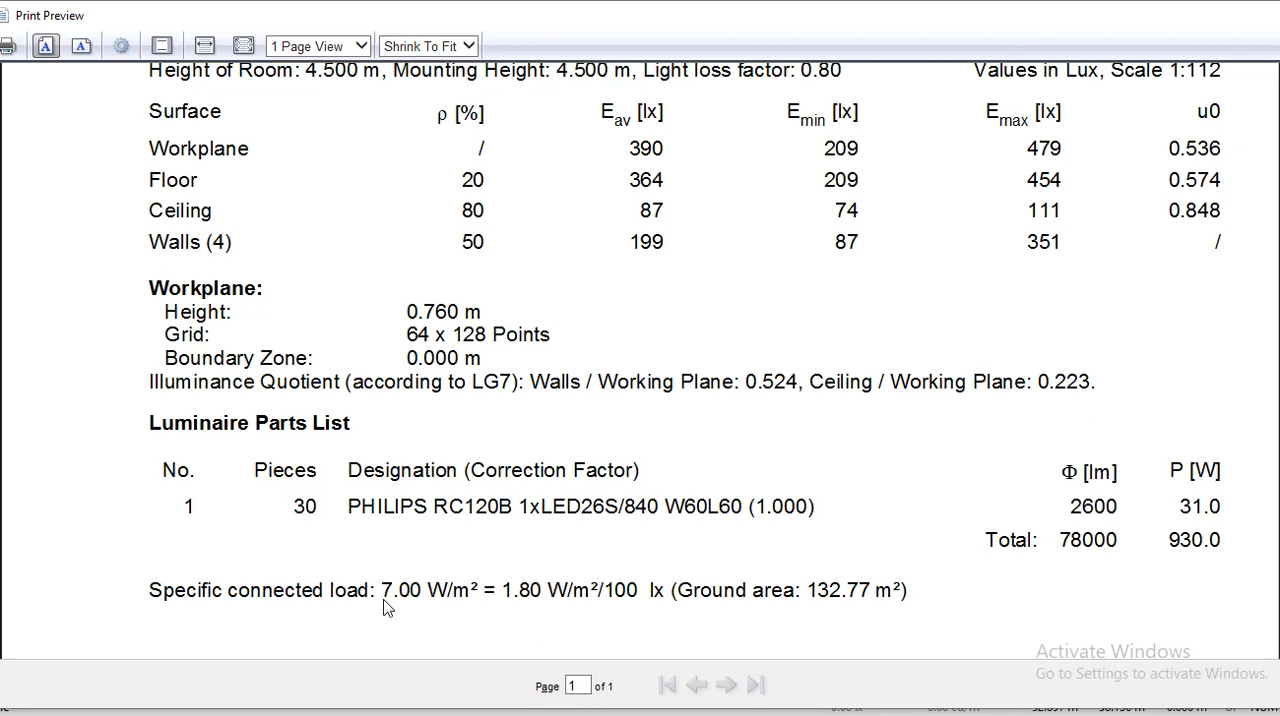 Print Preview
1 Page View
Shrink To Fit
Height of Room: 4.500 m, Mounting Height: 4.500 m, Light loss factor: 0.80 Values in Lux, Scale 1:112
Surface ρ [%] Eav [lx] Emin [lx] Emax [lx] u0
Workplane / 390 209 479 0.536
Floor 20 364 209 454 0.574
Ceiling 80 87 74 111 0.848
Walls (4) 50 199 87 351 /
Workplane:
Height: 0.760 m
Grid: 64 x 128 Points
Boundary Zone: 0.000 m
Illuminance Quotient (according to LG7): Walls / Working Plane: 0.524, Ceiling / Working Plane: 0.223.
Luminaire Parts List
No. Pieces Designation (Correction Factor) Φ [lm] P [W]
1 30 PHILIPS RC120B 1xLED26S/840 W60L60 (1.000) 2600 31.0
Total: 78000 930.0
Specific connected load: 7.00 W/m² = 1.80 W/m²/100 lx (Ground area: 132.77 m²)
Activate Windows
Go to Settings to activate Windows.
Page 1 of 1